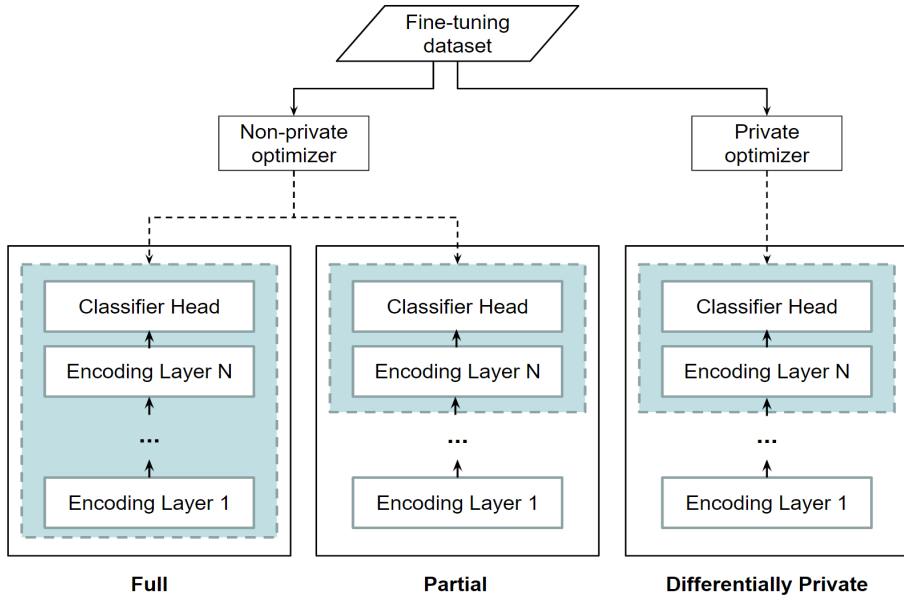 Fine-tuning
dataset
Non-private
optimizer
Private
optimizer
Classifier Head
Encoding Layer N
...
Encoding Layer 1
Full
Classifier Head
Encoding Layer N
...
Encoding Layer 1
Partial
Classifier Head
Encoding Layer N
...
Encoding Layer 1
Differentially Private